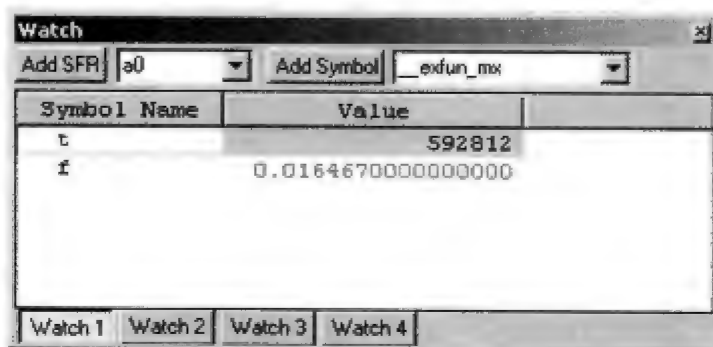 Watch
Add SFR a0 Add Symbol __exfun_mx
Symbol Name Value
t 592812
f 0.0164670000000000
Watch 1 Watch 2 Watch 3 Watch 4